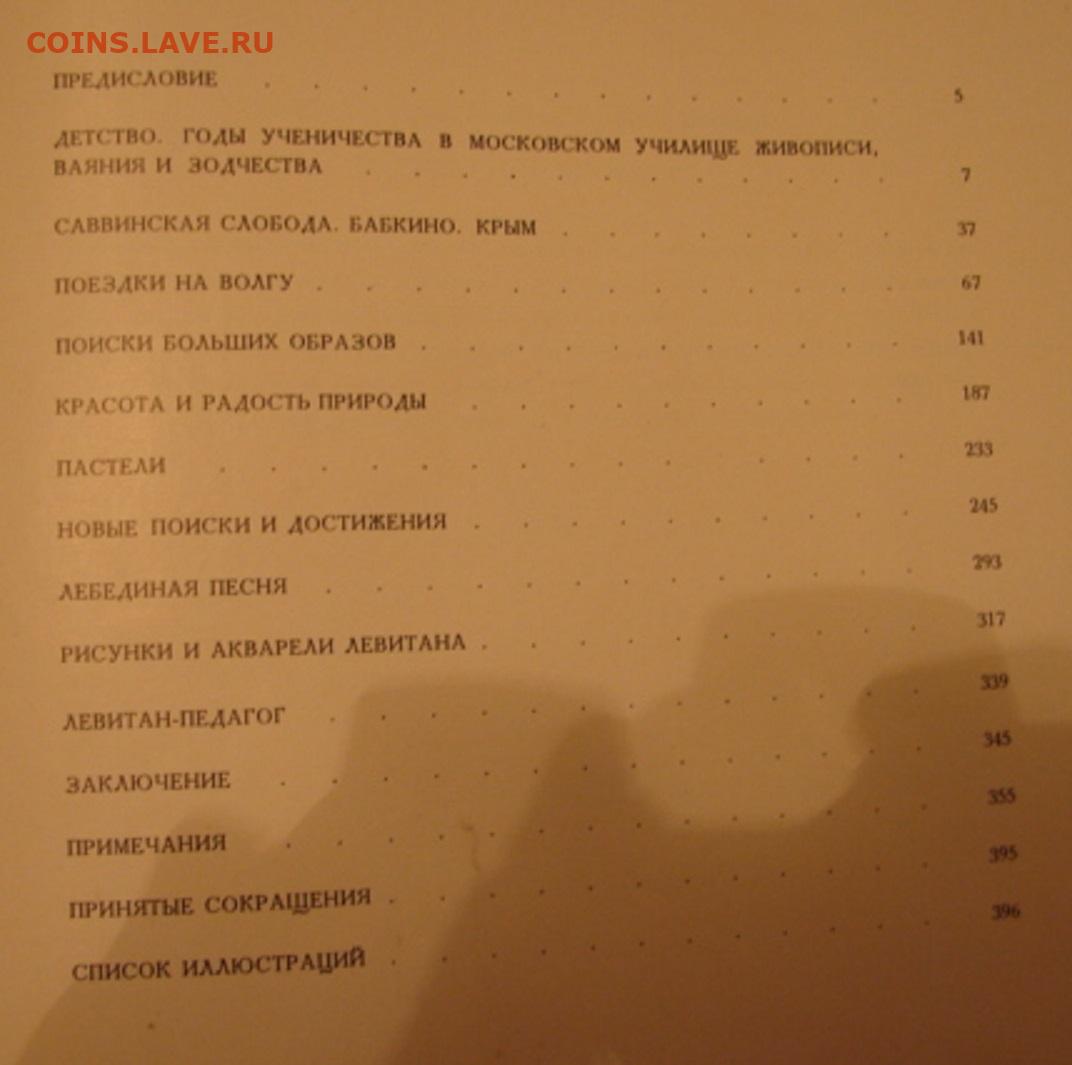 COINS.LAVE.RU
ПРЕДИСЛОВИЕ . . . . . . . . . . . . . 5
ДЕТСТВО. ГОДЫ УЧЕНИЧЕСТВА В МОСКОВСКОМ УЧИЛИЩЕ ЖИВОПИСИ,
ВАЯНИЯ И ЗОДЧЕСТВА . . . . . . . . . . . 7
САВВИНСКАЯ СЛОБОДА. БАБКИНО. КРЫМ . . . . . . . . 37
ПОЕЗДКИ НА ВОЛГУ . . . . . . . . . . . . 67
ПОИСКИ БОЛЬШИХ ОБРАЗОВ . . . . . . . . . . 141
КРАСОТА И РАДОСТЬ ПРИРОДЫ . . . . . . . . . 187
ПАСТЕЛИ . . . . . . . . . . . . . . 233
НОВЫЕ ПОИСКИ И ДОСТИЖЕНИЯ . . . . . . . . . 245
ЛЕБЕДИНАЯ ПЕСНЯ . . . . . . . . . . . . 293
РИСУНКИ И АКВАРЕЛИ ЛЕВИТАНА . . . . . . . . . 317
ЛЕВИТАН-ПЕДАГОГ . . . . . . . . . . . . 339
ЗАКЛЮЧЕНИЕ . . . . . . . . . . . . . 345
ПРИМЕЧАНИЯ . . . . . . . . . . . . . 355
ПРИНЯТЫЕ СОКРАЩЕНИЯ . . . . . . . . . . . 395
СПИСОК ИЛЛЮСТРАЦИЙ . . . . . . . . . . . 396